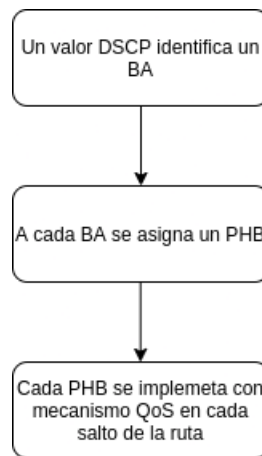 Un valor DSCP identifica un
BA
A cada BA se asigna un PHB
Cada PHB se implemeta con
mecanismo QoS en cada
salto de la ruta